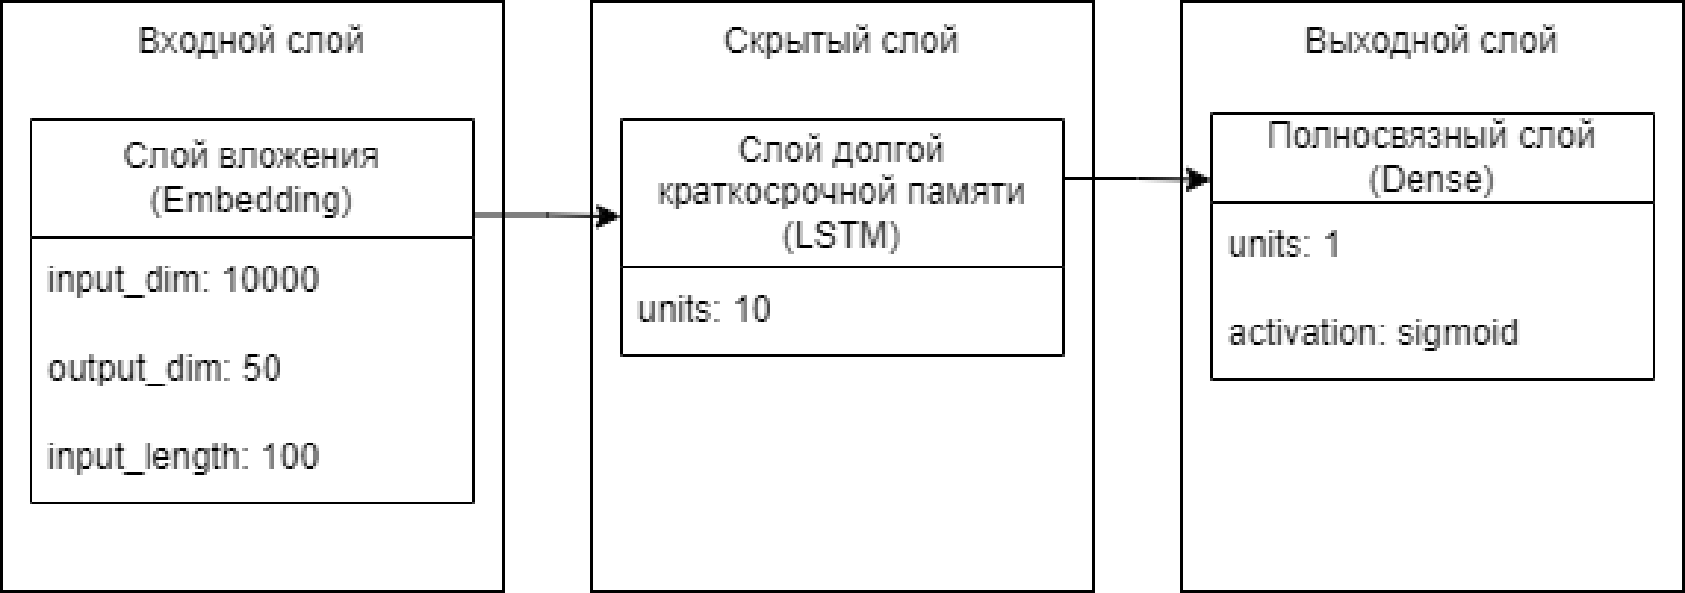 Входной слой
Слой вложения
(Embedding)
input_dim: 10000
output_dim: 50
input_length: 100
Скрытый слой
Слой долгой
краткосрочной памяти
(LSTM)
units: 10
Выходной слой
Полносвязный слой
(Dense)
units: 1
activation: sigmoid